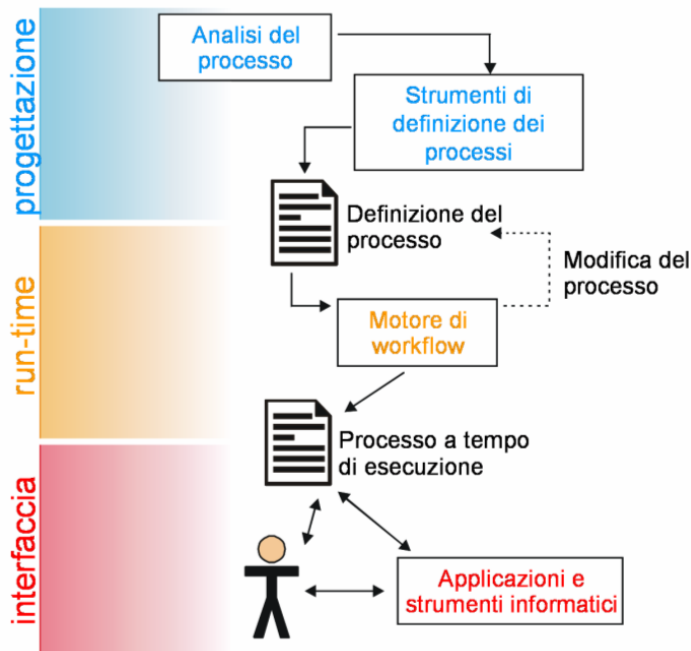 progettazione
Analisi del
processo
Strumenti di
definizione dei
processi
Definizione del
processo
Modifica del
processo
run-time
Motore di
workflow
Processo a tempo
di esecuzione
interfaccia
Applicazioni e
strumenti informatici